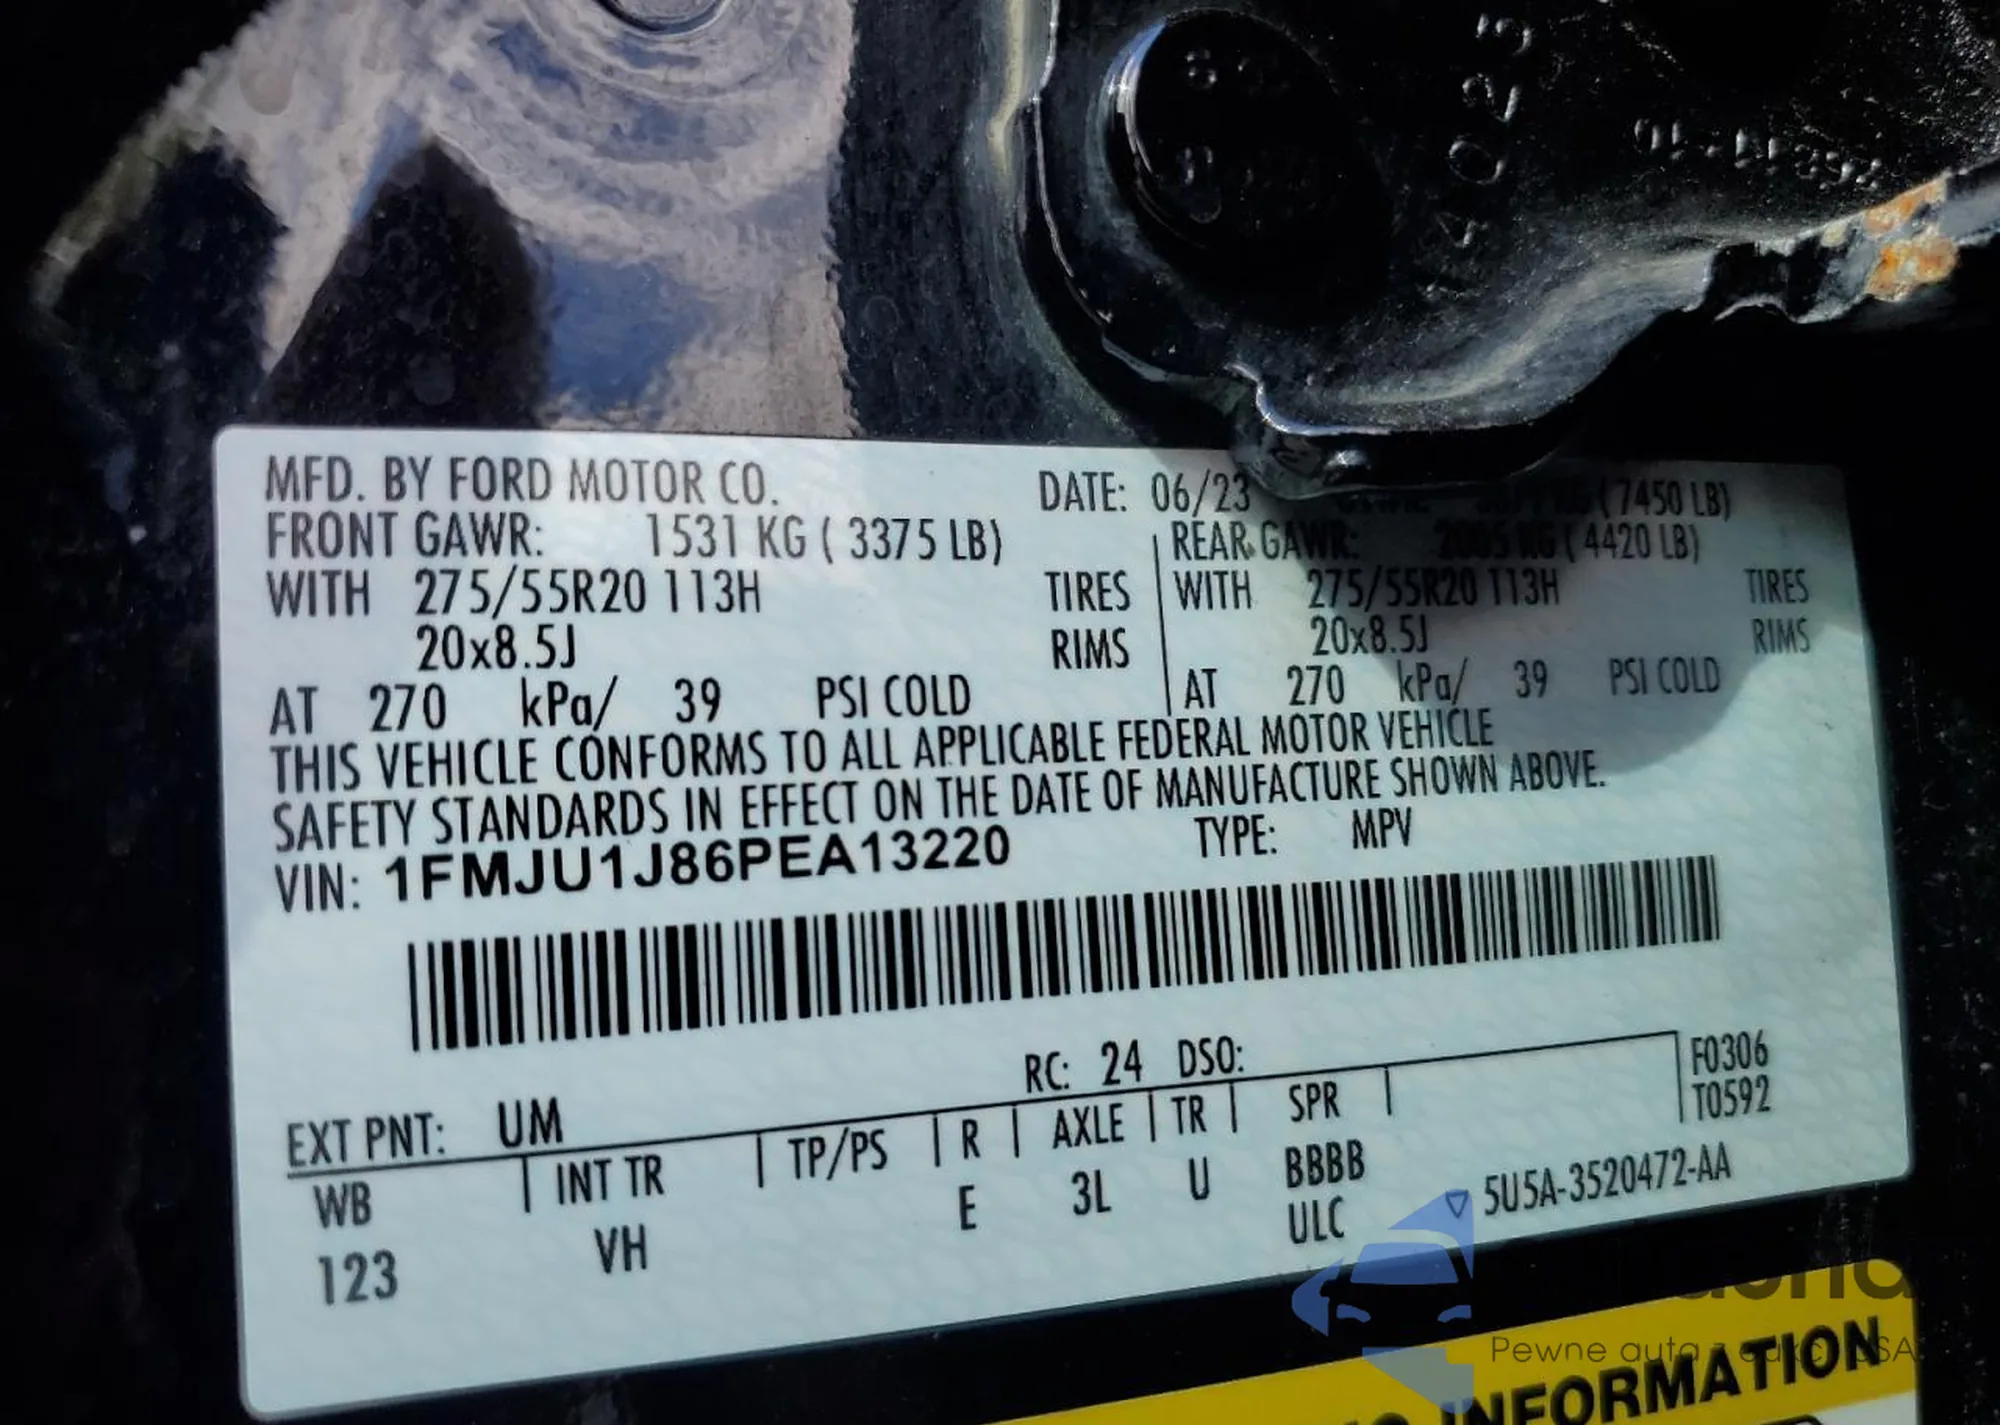 4023
MFD. BY FORD MOTOR CO. DATE: 06/23 (7450 LB)
FRONT GAWR: 1531 KG ( 3375 LB) REAR GAWR: 2005 KG ( 4420 LB)
WITH 275/55R20 113H TIRES WITH 275/55R20 113H TIRES
20x8.5J RIMS 20x8.5J RIMS
AT 270 kPa/ 39 PSI COLD AT 270 kPa/ 39 PSI COLD
THIS VEHICLE CONFORMS TO ALL APPLICABLE FEDERAL MOTOR VEHICLE
SAFETY STANDARDS IN EFFECT ON THE DATE OF MANUFACTURE SHOWN ABOVE.
VIN: 1FMJU1J86PEA13220 TYPE: MPV
RC: 24 DSO: F0306
EXT PNT: UM T0592
WB INT TR TP/PS R AXLE TR SPR
123 VH E 3L U BBBB 5U5A-3520472-AA
ULC
Pewne auta z
INFORMATION